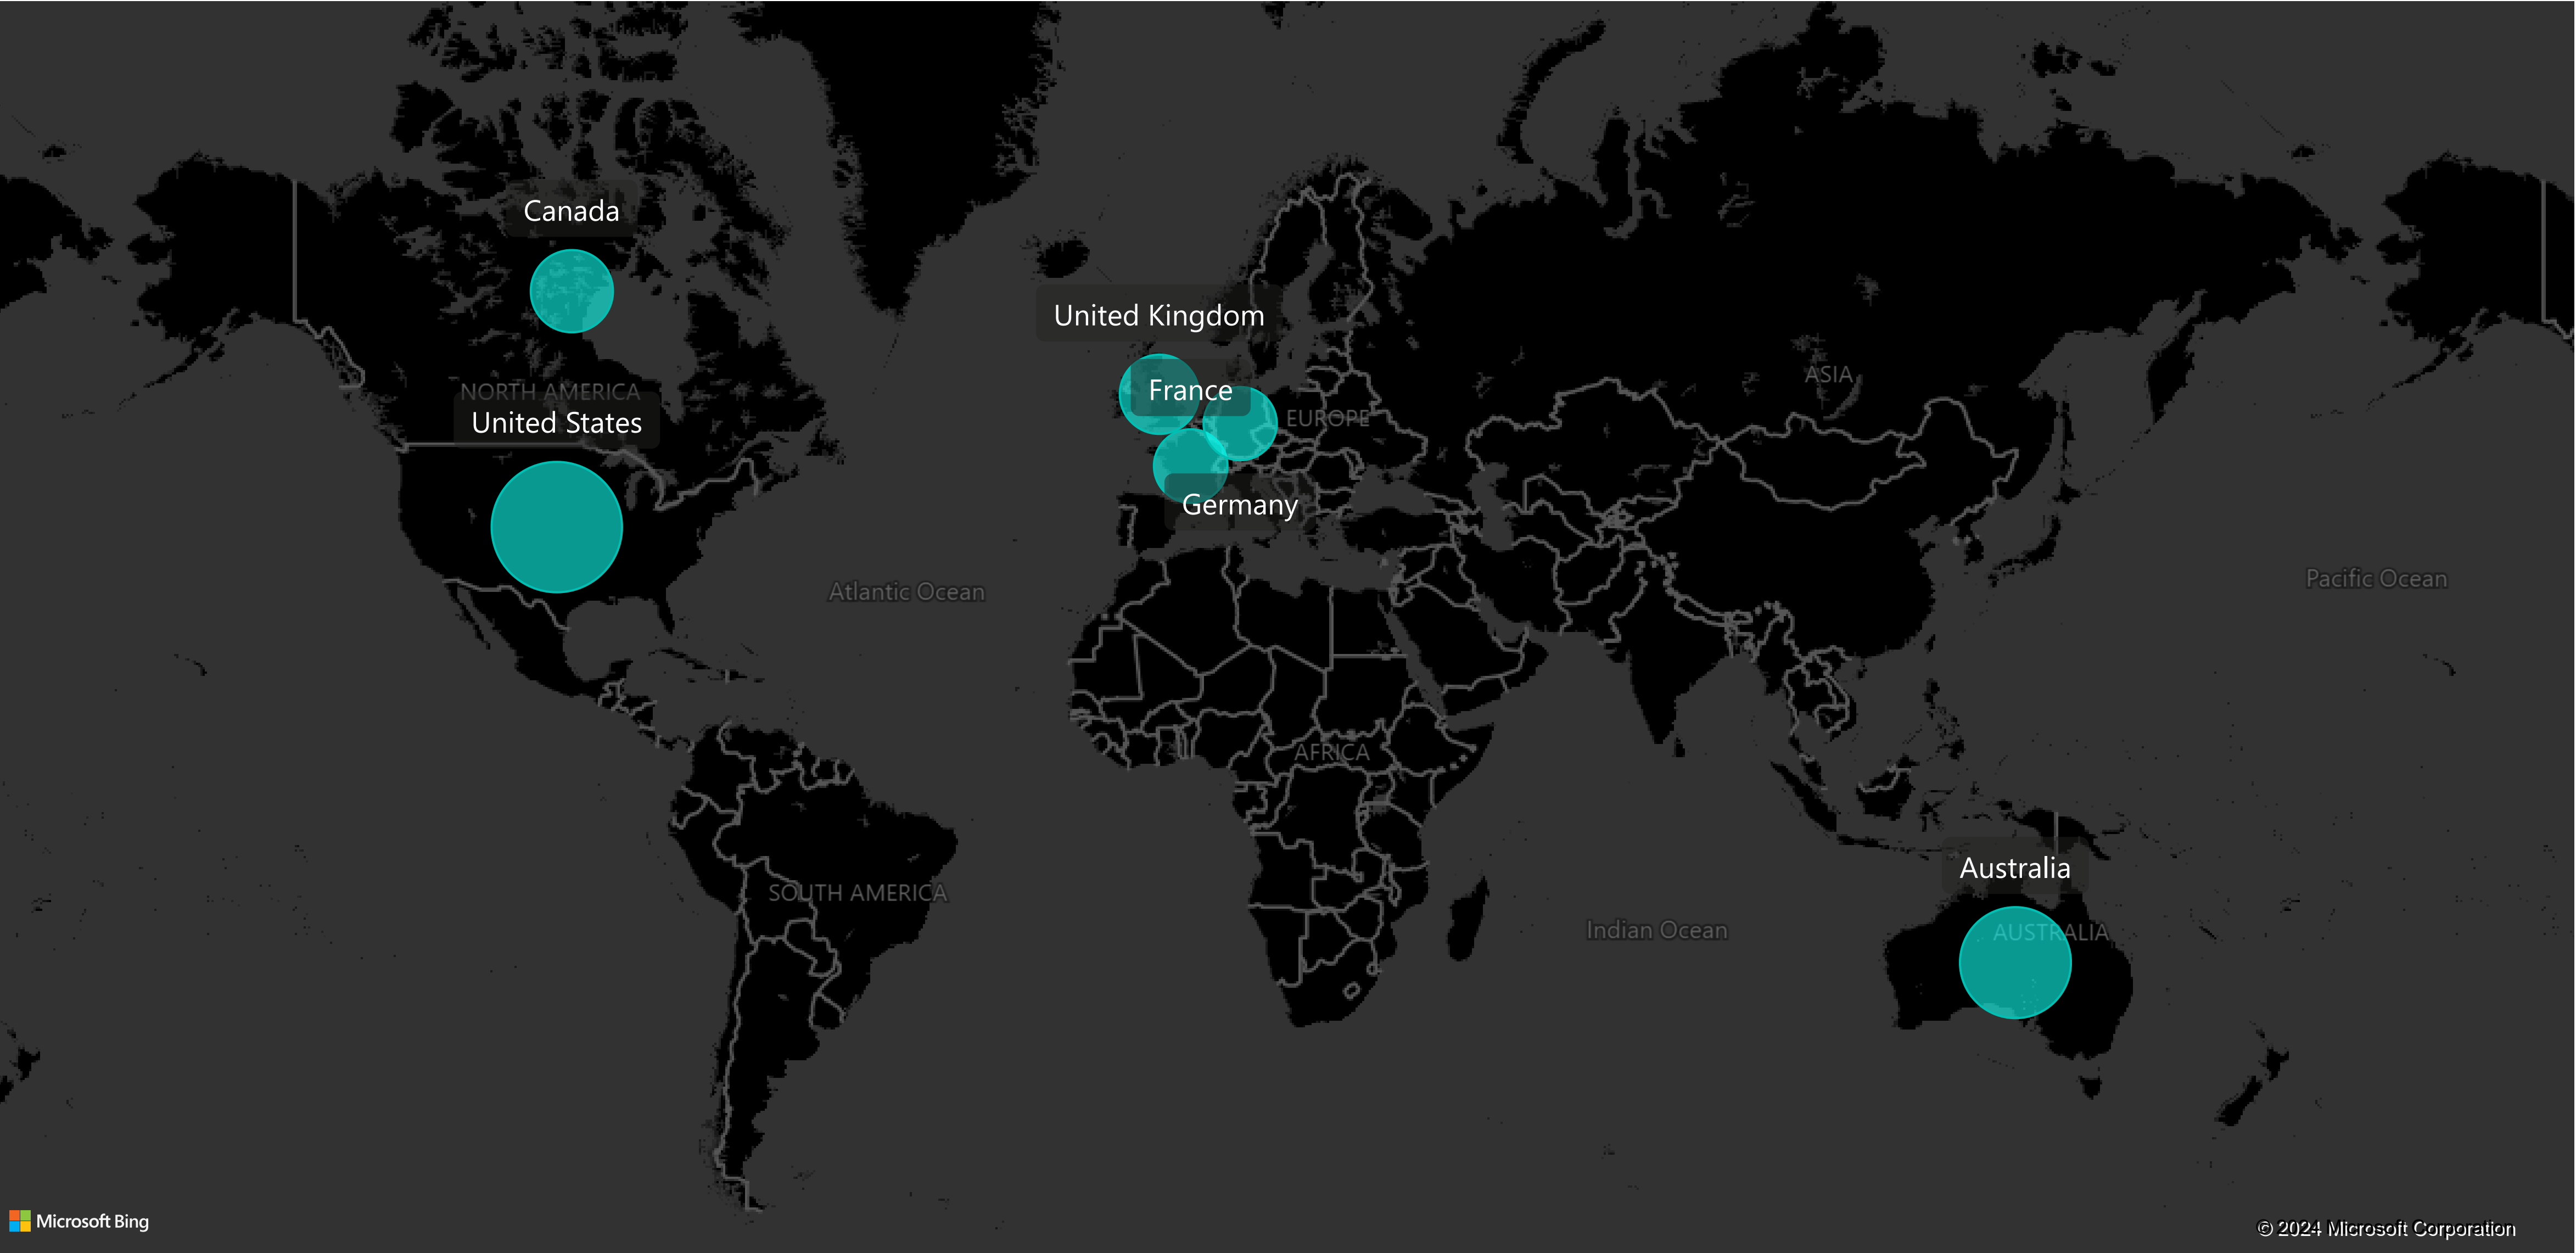 Canada
United Kingdom
ASIA
France
NORTH AMERICA
EUROPE
United States
Germany
Pacific Ocean
Atlantic Ocean
AFRICA
Australia
SOUTH AMERICA
Indian Ocean
AUSTRALIA
Microsoft Bing
© 2024 Microsoft Corporation